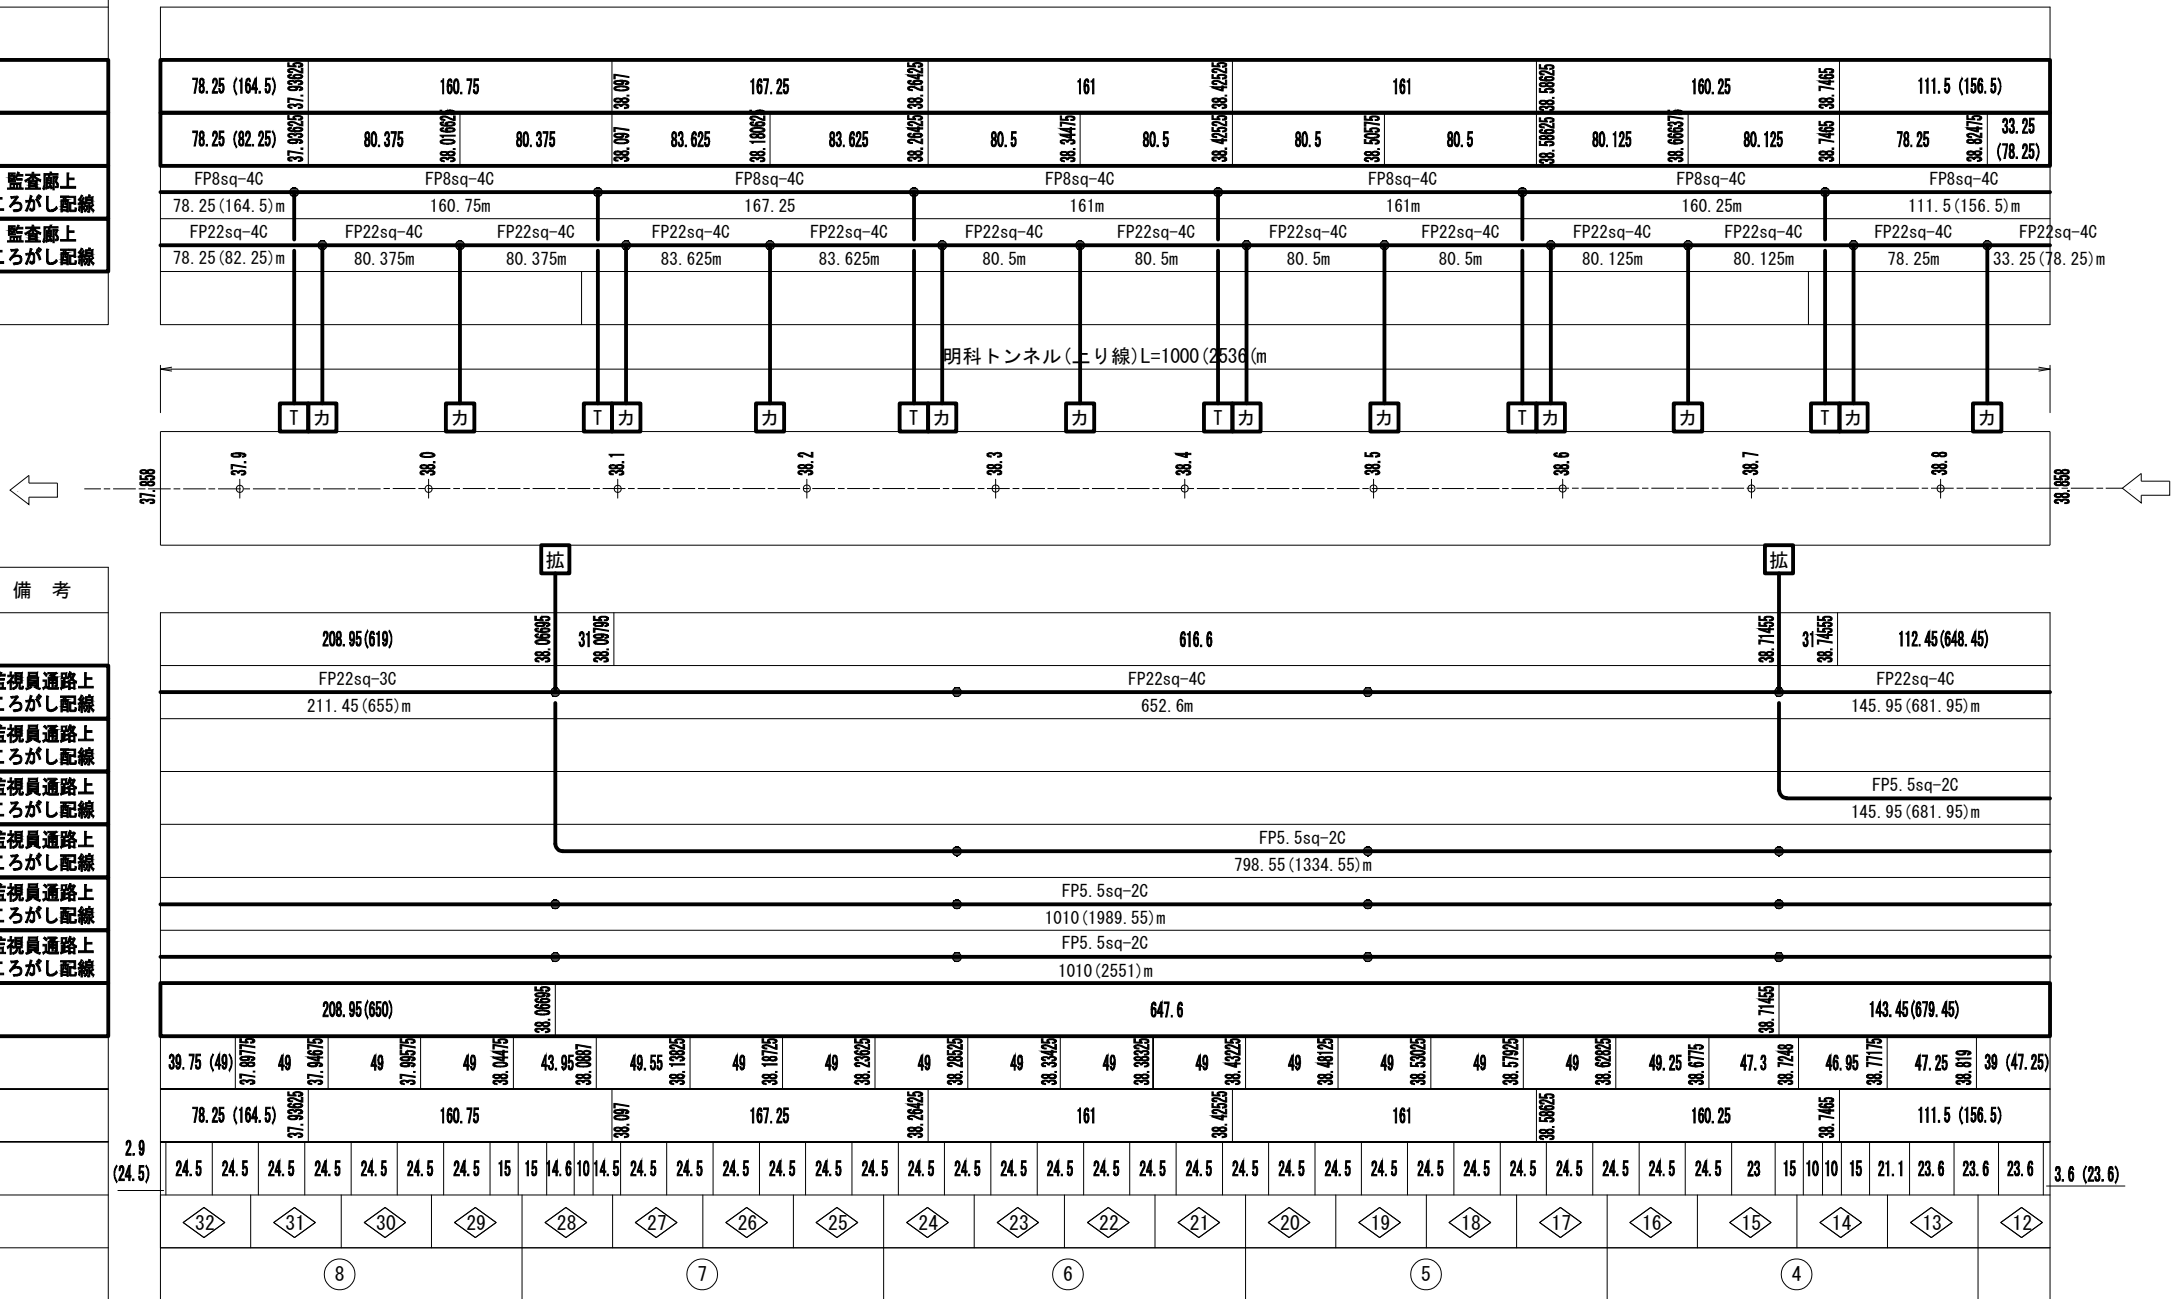 78.25 (164.5) 37.93625 160.75 38.097 167.25 38.26425 161 38.42525 161 38.58625 160.25 38.7465 111.5 (156.5)
78.25 (82.25) 37.93625 80.375 80.375 38.097 83.625 83.625 38.26425 80.5 38.34475 80.5 38.42525 80.5 38.50575 80.5 38.58625 80.125 80.125 38.7465 78.25 38.82475 33.25
(78.25)
監査廊上 FP8sq-4C FP8sq-4C FP8sq-4C FP8sq-4C FP8sq-4C FP8sq-4C FP8sq-4C
ころがし配線 78.25(164.5)m 160.75m 167.25 161m 161m 160.25m 111.5(156.5)m
監査廊上 FP22sq-4C FP22sq-4C FP22sq-4C FP22sq-4C FP22sq-4C FP22sq-4C FP22sq-4C FP22sq-4C FP22sq-4C FP22sq-4C FP22sq-4C FP22sq-4C FP22sq-4C
ころがし配線 78.25(82.25)m 80.375m 80.375m 83.625m 83.625m 80.5m 80.5m 80.5m 80.5m 80.125m 80.125m 78.25m 33.25(78.25)m
明科トンネル(上り線)L=1000(2536(m
T カ カ T カ カ T カ カ T カ カ T カ カ T カ カ
37.858 37.9 38.0 38.1 38.2 38.3 38.4 38.5 38.6 38.7 38.8 38.858
拡 拡
備 考
208.95(619) 38.06695 31 38.09795 616.6 38.71455 31 38.74555 112.45(648.45)
監視員通路上 FP22sq-3C FP22sq-4C FP22sq-4C
ころがし配線 211.45(655)m 652.6m 145.95(681.95)m
監視員通路上
ころがし配線
監視員通路上 FP5.5sq-2C
ころがし配線 145.95(681.95)m
監視員通路上 FP5.5sq-2C
ころがし配線 798.55(1334.55)m
監視員通路上 FP5.5sq-2C
ころがし配線 1010(1989.55)m
監視員通路上 FP5.5sq-2C
ころがし配線 1010(2551)m
208.95(650) 38.06695 647.6 38.71455 143.45(679.45)
39.75 (49) 37.89775 49 37.94675 49 37.99575 49 38.04475 43.95 38.0887 49.55 38.13825 49 38.18725 49 38.23625 49 38.28525 49 38.33425 49 38.38325 49 38.43225 49 38.48125 49 38.53025 49 38.57925 49 38.62825 49.25 38.6775 47.3 38.7248 46.95 38.77175 47.25 38.819 39 (47.25)
78.25 (164.5) 37.93625 160.75 38.097 167.25 38.26425 161 38.42525 161 38.58625 160.25 38.7465 111.5 (156.5)
2.9
(24.5) 24.5 24.5 24.5 24.5 24.5 24.5 24.5 15 15 14.6 10 14.5 24.5 24.5 24.5 24.5 24.5 24.5 24.5 24.5 24.5 24.5 24.5 24.5 24.5 24.5 24.5 24.5 24.5 24.5 24.5 24.5 24.5 24.5 24.5 24.5 23 15 10 10 15 21.1 23.6 23.6 23.6 3.6 (23.6)
32 31 30 29 28 27 26 25 24 23 22 21 20 19 18 17 16 15 14 13 12
8 7 6 5 4